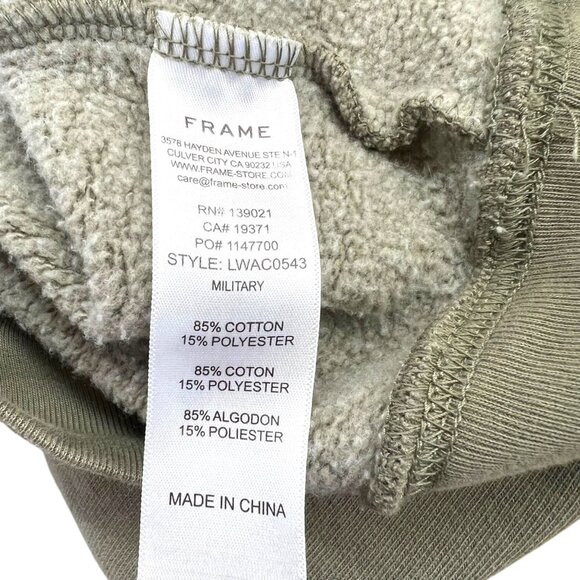 FRAME
3578 HAYDEN AVENUE STE N-1
CULVER CITY CA 90232 USA
WWW.FRAME-STORE.COM
care@frame-store.com
RN# 139021
CA# 19371
PO# 1147700
STYLE: LWAC0543
MILITARY
85% COTTON
15% POLYESTER
85% COTON
15% POLYESTER
85% ALGODON
15% POLIESTER
MADE IN CHINA